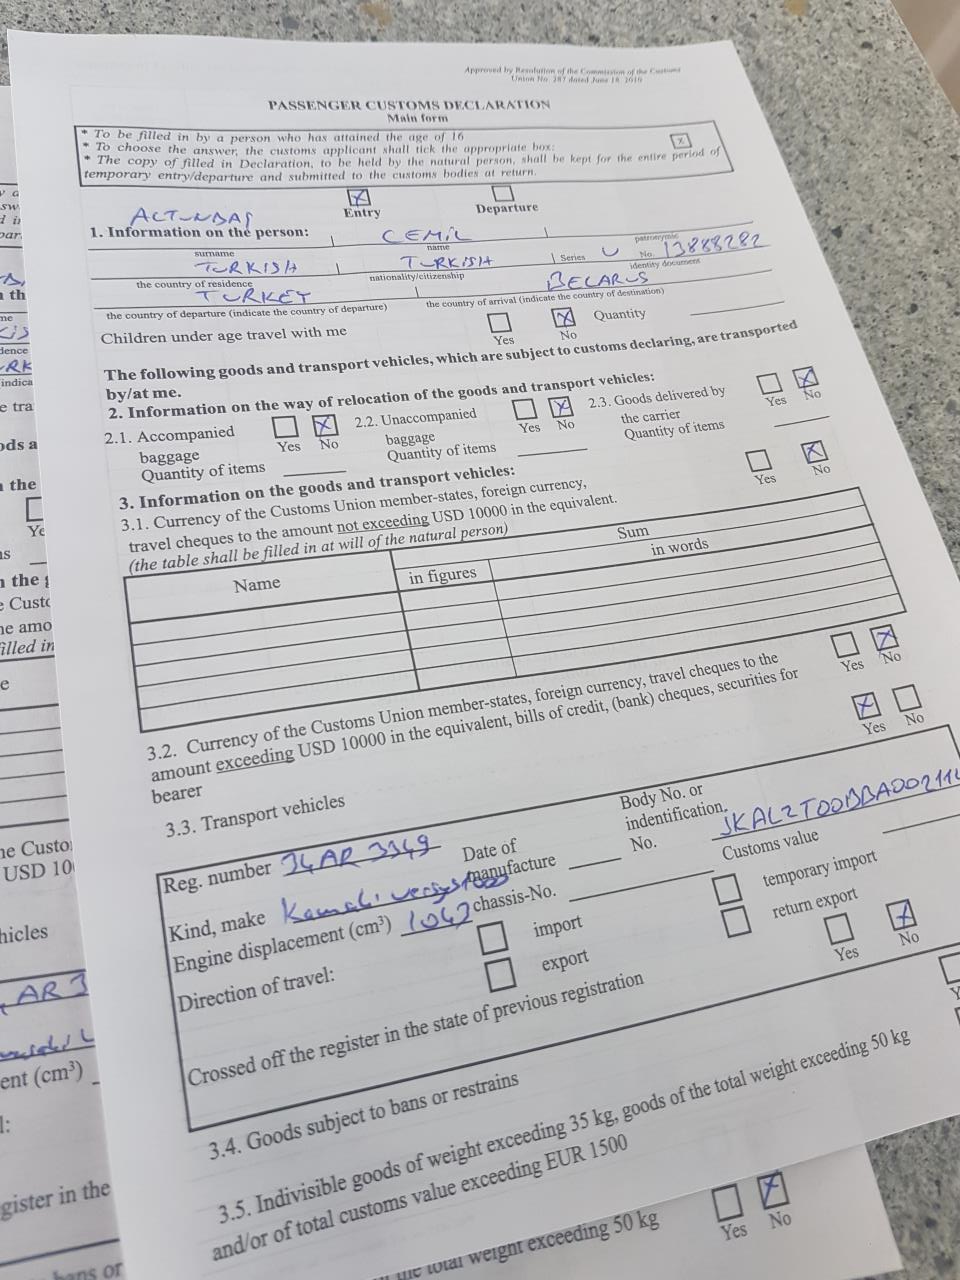 Approved by Resolution of the Commission of the Customs
Union No. 287 dated June 18, 2010
PASSENGER CUSTOMS DECLARATION
Main form
* To be filled in by a person who has attained the age of 16
* To choose the answer, the customs applicant shall tick the appropriate box: X
* The copy of filled in Declaration, to be held by the natural person, shall be kept for the entire period of
temporary entry/departure and submitted to the customs bodies at return.
X
Entry Departure
1. Information on the person:
CEMİL
surname name patronymic
TURKISH TURKISH Series U No. 13888282
the country of residence nationality/citizenship identity document
TURKEY BELARUS
the country of departure (indicate the country of departure) the country of arrival (indicate the country of destination)
Children under age travel with me Yes X No Quantity
The following goods and transport vehicles, which are subject to customs declaring, are transported
by/at me.
2. Information on the way of relocation of the goods and transport vehicles:
2.1. Accompanied baggage Yes X No 2.2. Unaccompanied baggage Yes X No 2.3. Goods delivered by the carrier Yes X No
Quantity of items Quantity of items Quantity of items
3. Information on the goods and transport vehicles:
3.1. Currency of the Customs Union member-states, foreign currency, Yes X No
travel cheques to the amount not exceeding USD 10000 in the equivalent.
(the table shall be filled in at will of the natural person)
Name Sum
in figures in words
3.2. Currency of the Customs Union member-states, foreign currency, travel cheques to the Yes X No
amount exceeding USD 10000 in the equivalent, bills of credit, (bank) cheques, securities for
bearer
3.3. Transport vehicles X Yes No
Reg. number 34 AR 3349 Date of manufacture Body No. or indentification. No.
Kind, make chassis-No. Customs value
Engine displacement (cm³)
Direction of travel: import temporary import
export return export
Crossed off the register in the state of previous registration Yes X No
3.4. Goods subject to bans or restrains
3.5. Indivisible goods of weight exceeding 35 kg, goods of the total weight exceeding 50 kg
and/or of total customs value exceeding EUR 1500
total weight exceeding 50 kg Yes X No